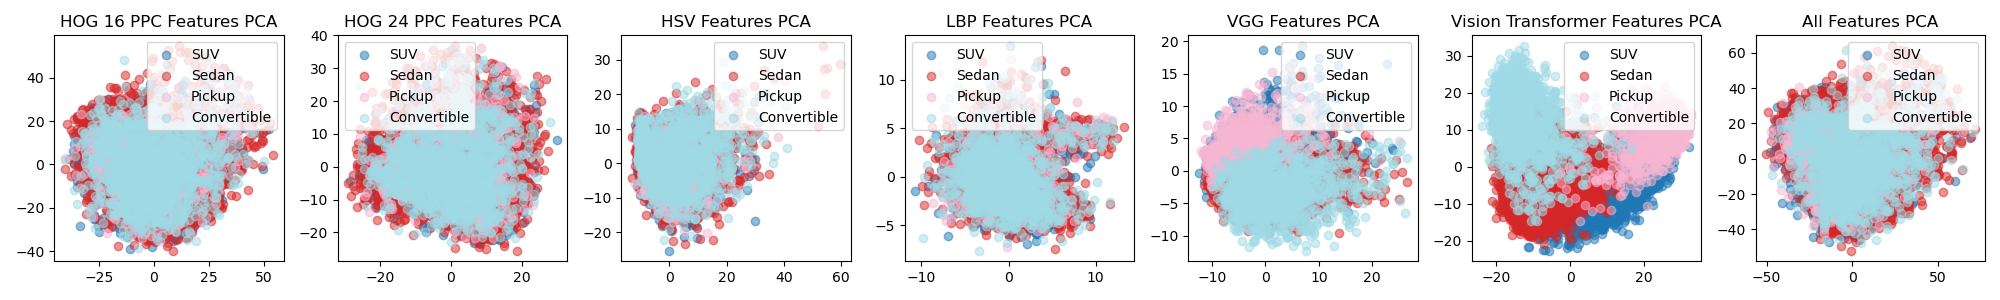 HOG 16 PPC Features PCA
SUV
Sedan
Pickup
Convertible
40
20
0
−20
−40
−25
0
25
50
HOG 24 PPC Features PCA
SUV
Sedan
Pickup
Convertible
40
30
20
10
0
−10
−20
−20
0
20
HSV Features PCA
SUV
Sedan
Pickup
Convertible
30
20
10
0
−10
−20
0
20
40
60
LBP Features PCA
SUV
Sedan
Pickup
Convertible
10
5
0
−5
−10
0
10
VGG Features PCA
SUV
Sedan
Pickup
Convertible
20
15
10
5
0
−5
−10
−10
0
10
20
Vision Transformer Features PCA
SUV
Sedan
Pickup
Convertible
30
20
10
0
−10
−20
−20
0
20
All Features PCA
SUV
Sedan
Pickup
Convertible
60
40
20
0
−20
−40
−50
0
50